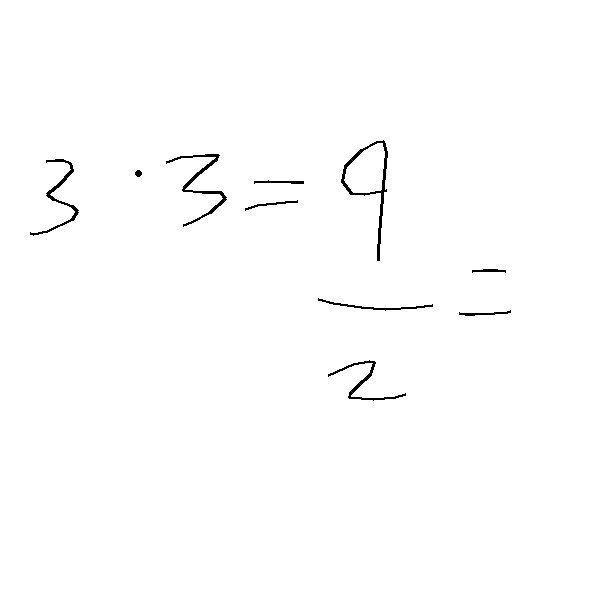 3 · 3 = 9
― =
2